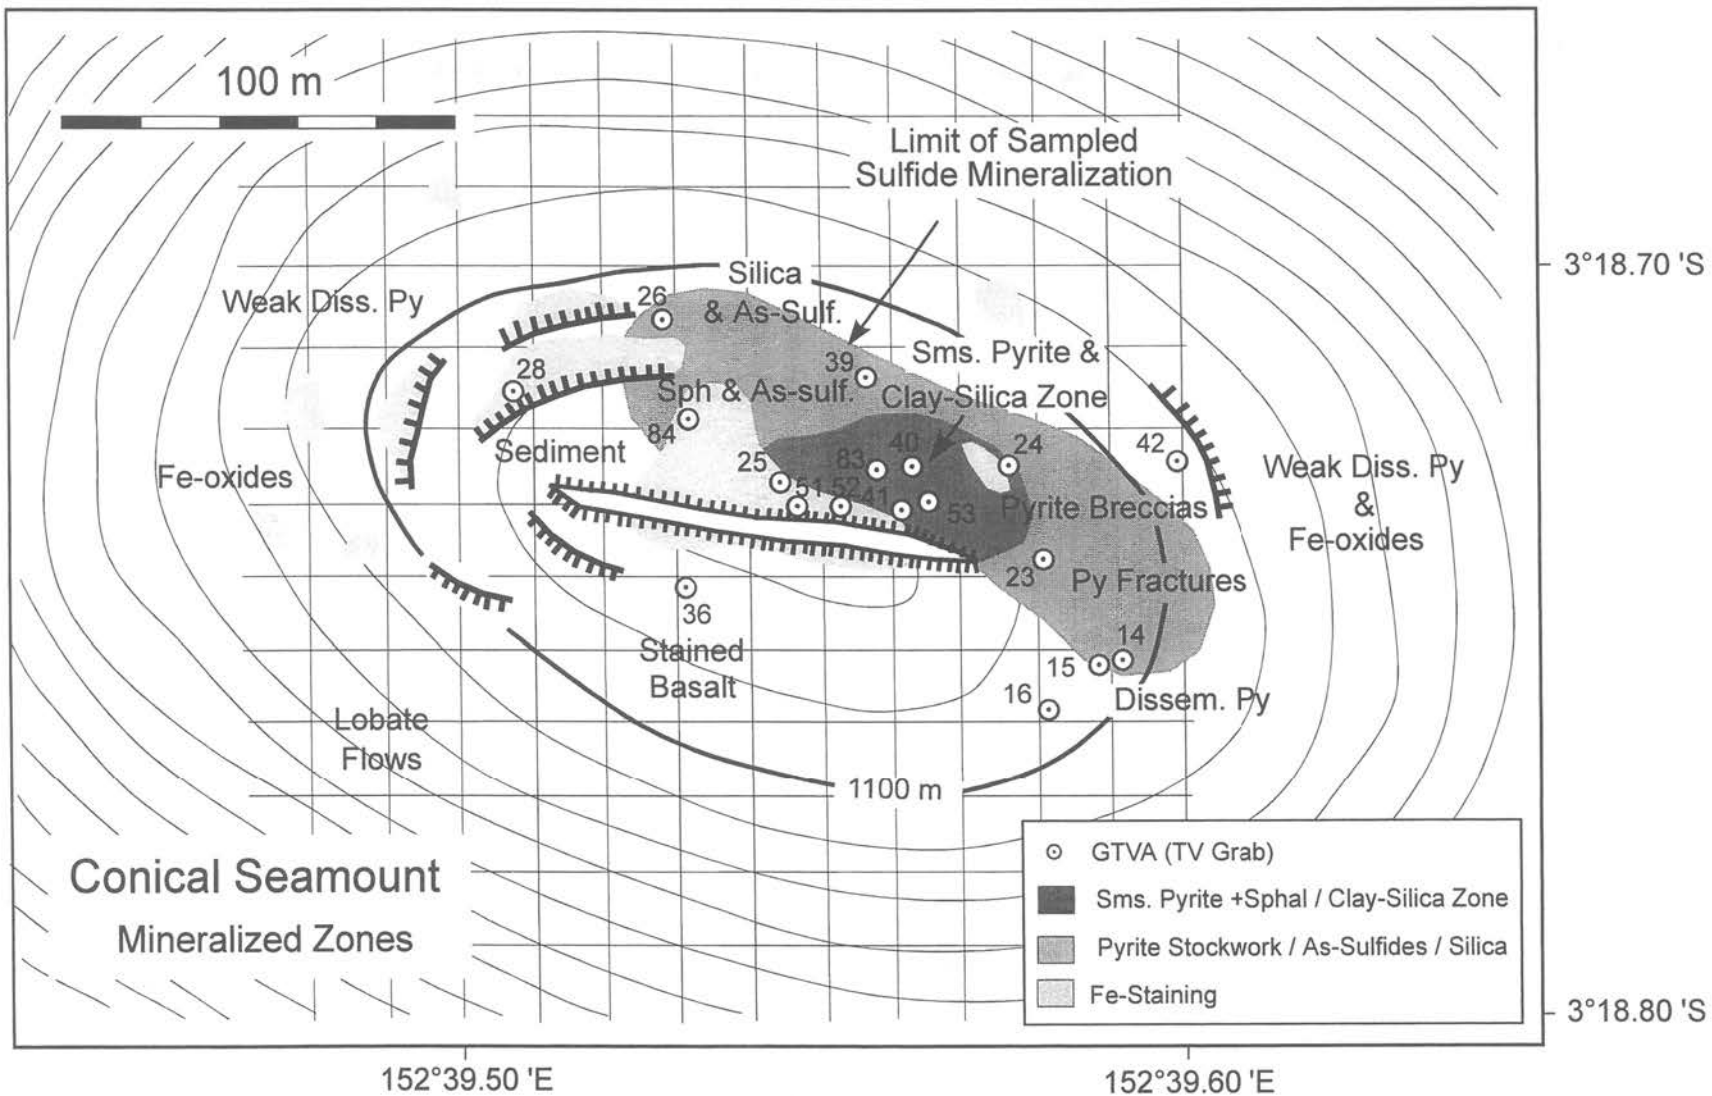 100 m
Limit of Sampled
Sulfide Mineralization
3°18.70 'S
Silica
& As-Sulf.
Weak Diss. Py
26
Sms. Pyrite &
Clay-Silica Zone
39
28
Sph & As-sulf.
84
Sediment
25
83
40
24
42
Weak Diss. Py
&
Fe-oxides
Fe-oxides
51
52
41
53
Pyrite Breccias
23
Py Fractures
36
Stained
Basalt
14
15
16
Dissem. Py
Lobate
Flows
1100 m
Conical Seamount
Mineralized Zones
GTVA (TV Grab)
Sms. Pyrite +Sphal / Clay-Silica Zone
Pyrite Stockwork / As-Sulfides / Silica
Fe-Staining
3°18.80 'S
152°39.50 'E
152°39.60 'E